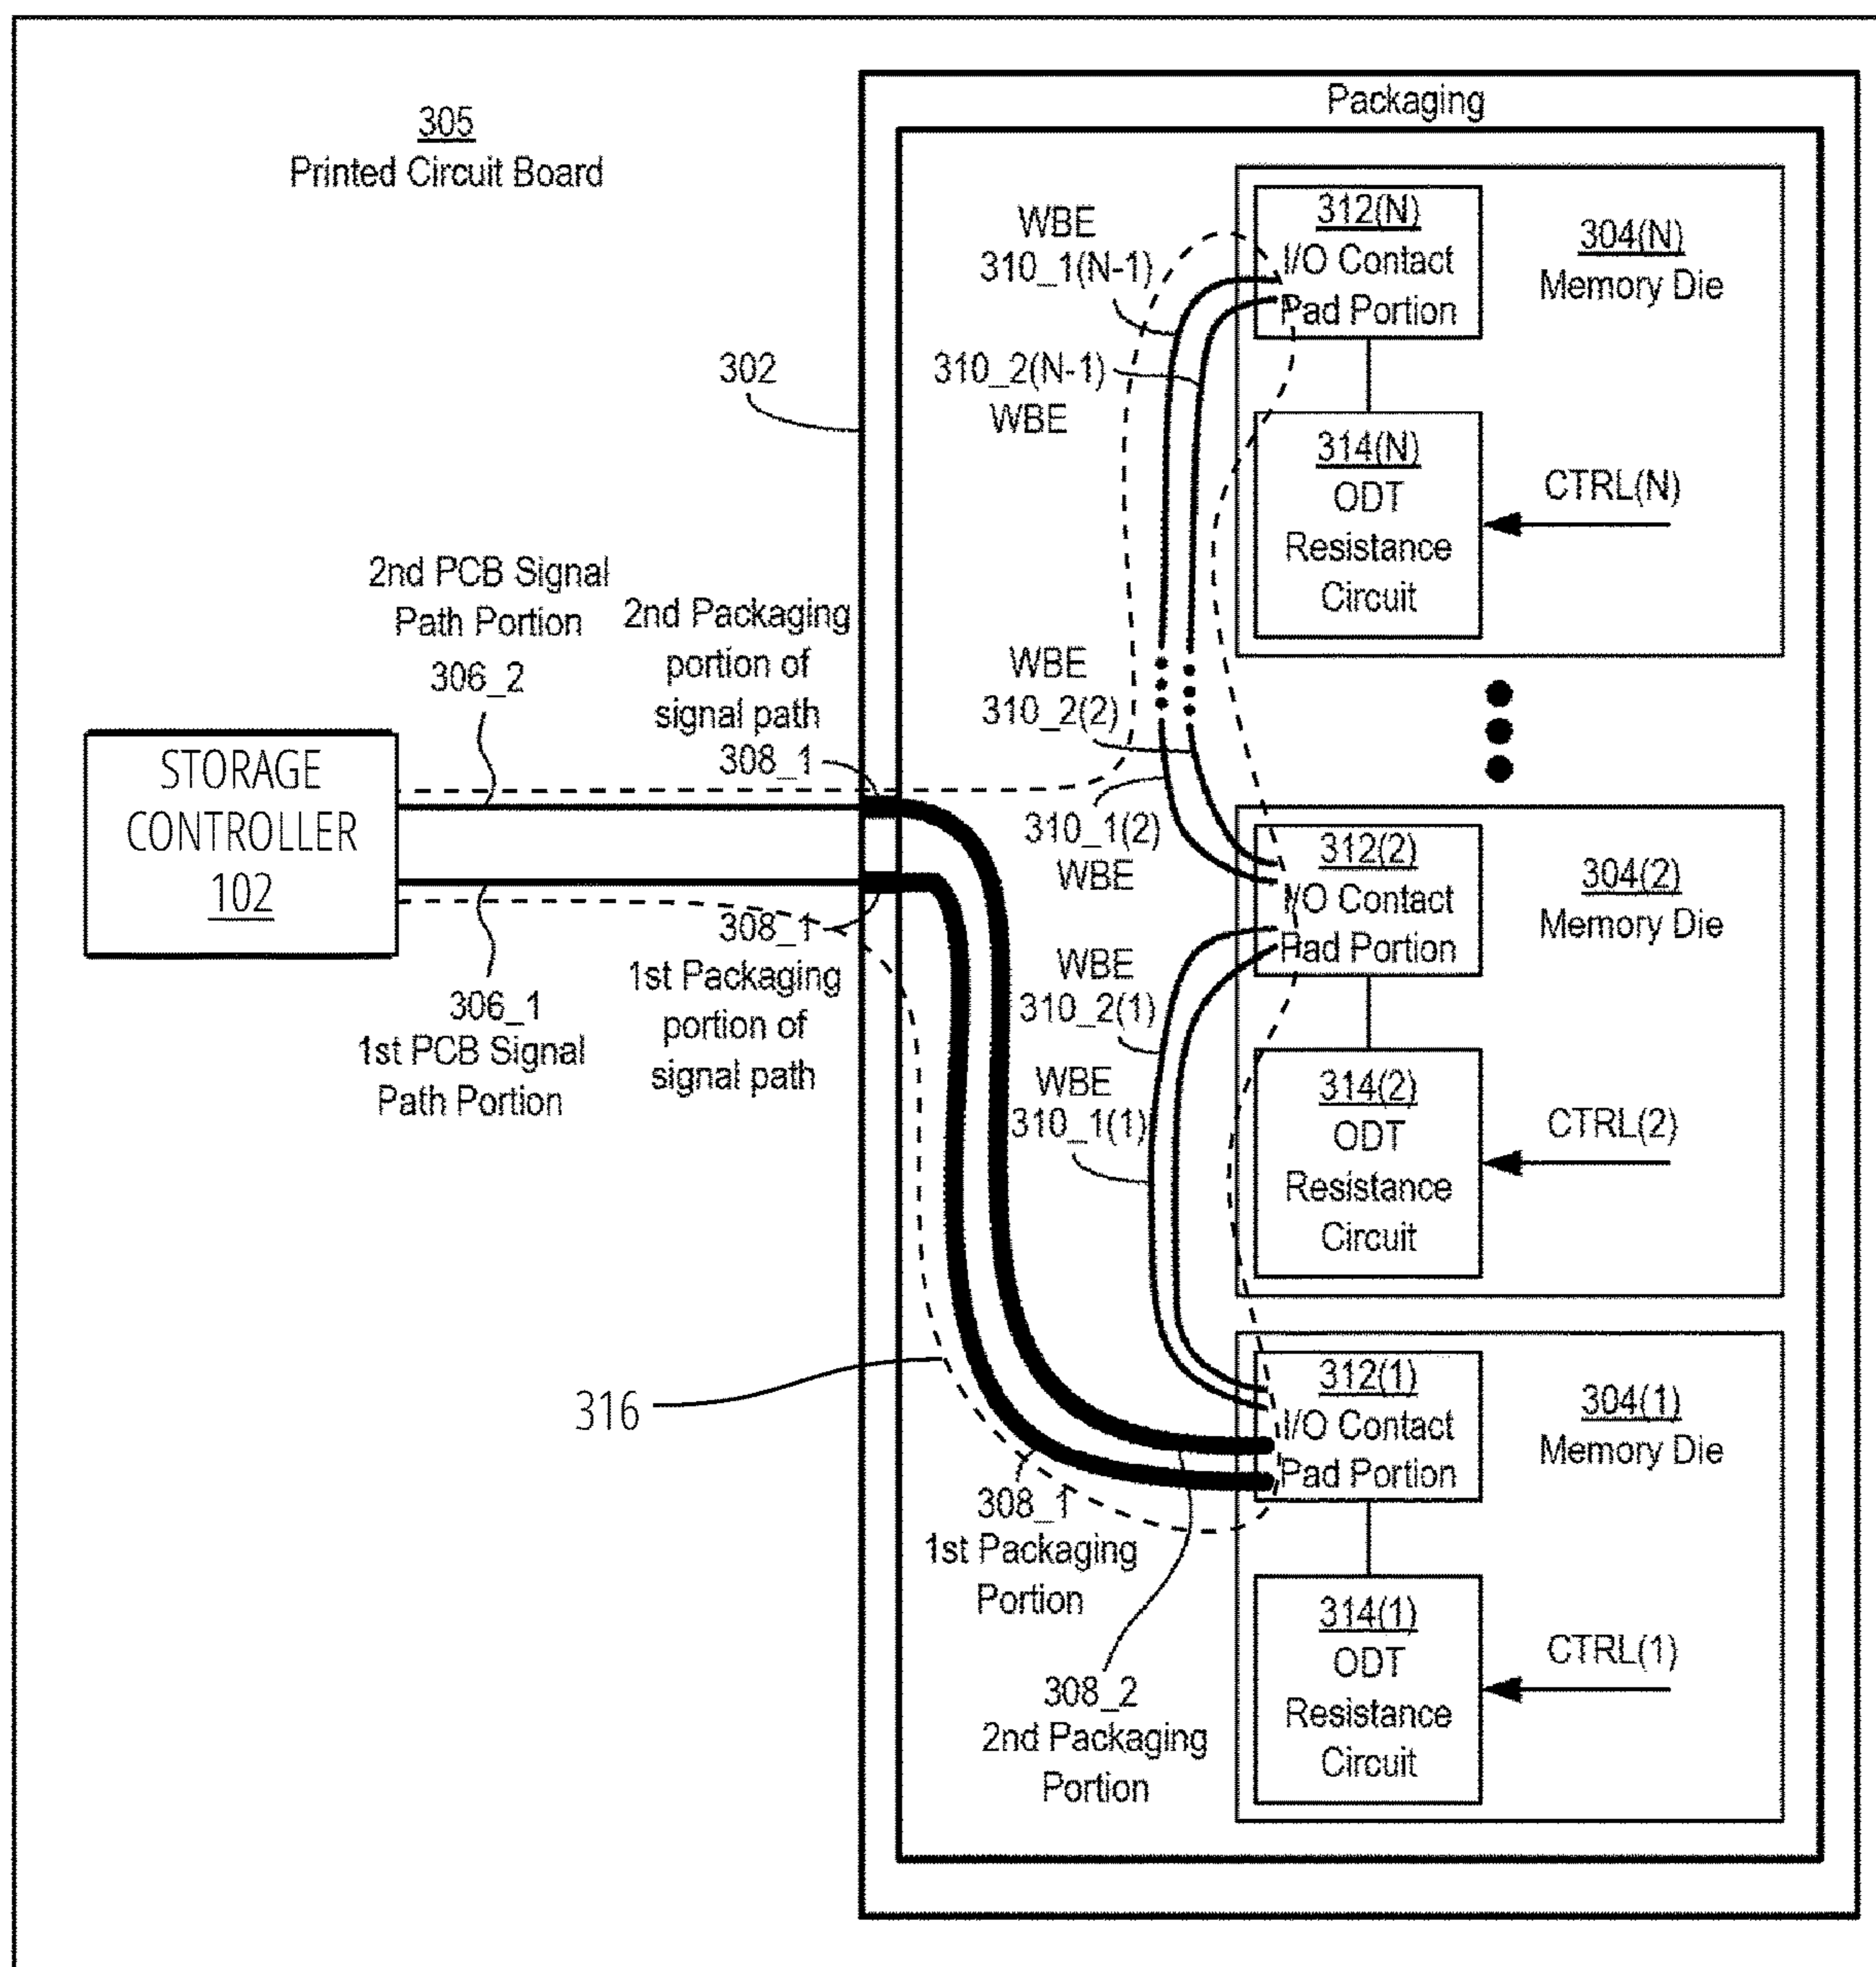 Packaging
305
Printed Circuit Board
312(N)
I/O Contact
Pad Portion
304(N)
Memory Die
WBE
310_1(N-1)
310_2(N-1)
WBE
302
314(N)
ODT
Resistance
Circuit
CTRL(N)
2nd PCB Signal
Path Portion
306_2
2nd Packaging
portion of
signal path
308_1
WBE
310_2(2)
310_1(2)
WBE
STORAGE
CONTROLLER
102
312(2)
I/O Contact
Pad Portion
304(2)
Memory Die
308_1
1st Packaging
portion of
signal path
306_1
1st PCB Signal
Path Portion
WBE
310_2(1)
WBE
310_1(1)
314(2)
ODT
Resistance
Circuit
CTRL(2)
316
312(1)
I/O Contact
Pad Portion
304(1)
Memory Die
308_1
1st Packaging
Portion
308_2
2nd Packaging
Portion
314(1)
ODT
Resistance
Circuit
CTRL(1)